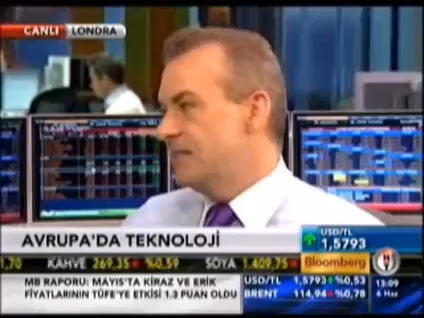 CANLI LONDRA
AVRUPA'DA TEKNOLOJİ
USD/TL
1,5793
1,70 KAHVE 269,35 %0,59 SOYA 1.409,75
Bloomberg
MB RAPORU: MAYIS'TA KİRAZ VE ERİK
FİYATLARININ TÜFE'YE ETKİSİ 1.3 PUAN OLDU
USD/TL 1,5793 %0,53
BRENT 114,94 %0,78
13:09